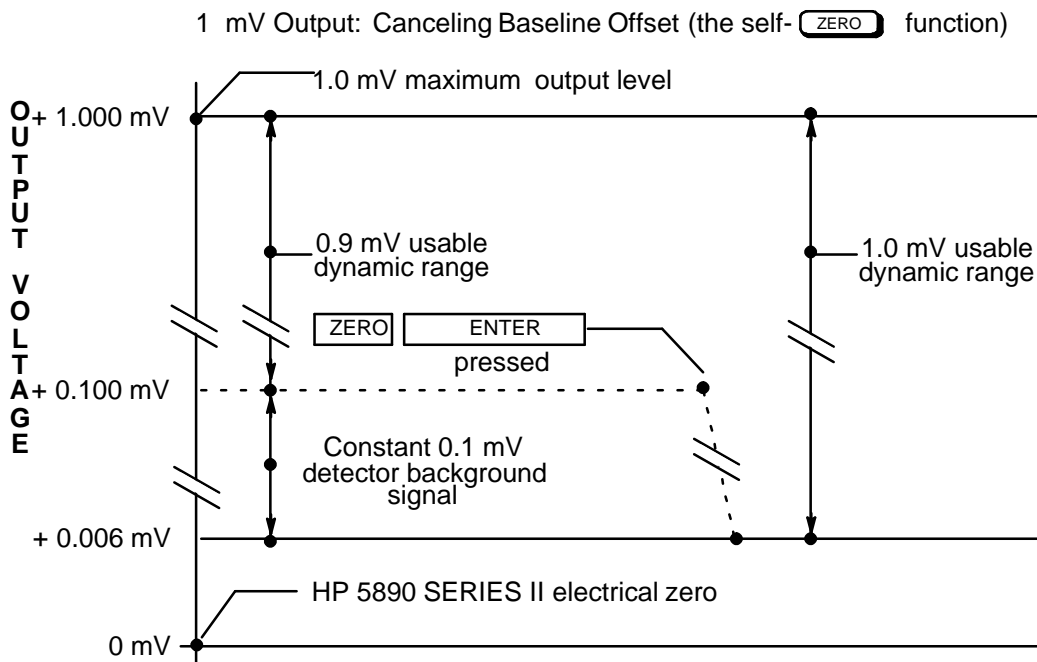 1 mV Output: Canceling Baseline Offset (the self- ZERO function)
1.0 mV maximum output level
OUTPUT VOLTAGE
+ 1.000 mV
0.9 mV usable
dynamic range
1.0 mV usable
dynamic range
ZERO ENTER
pressed
+ 0.100 mV
Constant 0.1 mV
detector background
signal
+ 0.006 mV
HP 5890 SERIES II electrical zero
0 mV